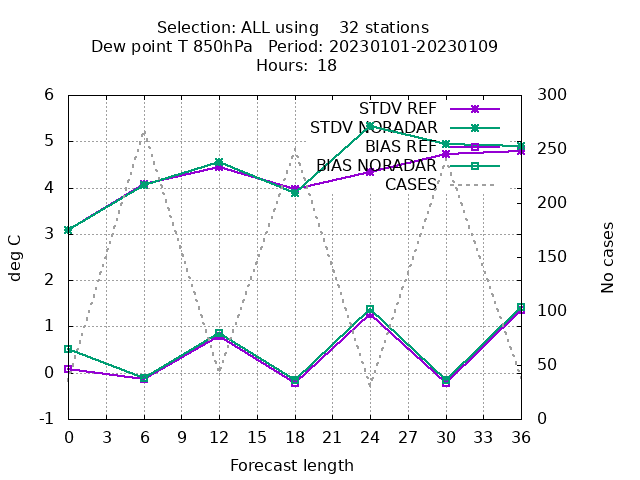 Selection: ALL using    32 stations
Dew point T 850hPa   Period: 20230101-20230109
Hours: 18
STDV REF
STDV NORADAR
BIAS REF
BIAS NORADAR
CASES
6
5
4
3
2
1
0
-1
deg C
300
250
200
150
100
50
0
No cases
0 3 6 9 12 15 18 21 24 27 30 33 36
Forecast length